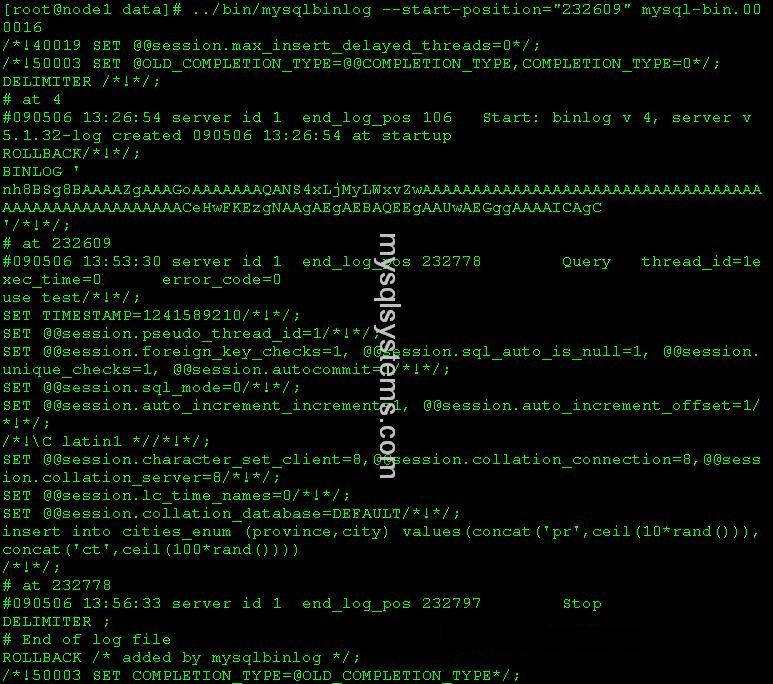 [root@node1 data]# ../bin/mysqlbinlog --start-position="232609" mysql-bin.00
0016
/*!40019 SET @@session.max_insert_delayed_threads=0*/;
/*!50003 SET @OLD_COMPLETION_TYPE=@@COMPLETION_TYPE,COMPLETION_TYPE=0*/;
DELIMITER /*!*/;
# at 4
#090506 13:26:54 server id 1  end_log_pos 106   Start: binlog v 4, server v
5.1.32-log created 090506 13:26:54 at startup
ROLLBACK/*!*/;
BINLOG '
nh8BSg8BAAAAZgAAAGoAAAAAAAQANS4xLjMyLWxvZwAAAAAAAAAAAAAAAAAAAAAAAAAAAAAAAAAA
AAAAAAAAAAAAAAAAAACeHwFKEzgNAAgAEgAEBAQEEgAAUwAEGggAAAAICAgC
'/*!*/;
# at 232609
#090506 13:53:30 server id 1  end_log_pos 232778        Query   thread_id=1e
xec_time=0      error_code=0
use test/*!*/;
SET TIMESTAMP=1241589210/*!*/;
SET @@session.pseudo_thread_id=1/*!*/;
SET @@session.foreign_key_checks=1, @@session.sql_auto_is_null=1, @@session.
unique_checks=1, @@session.autocommit= /*!*/;
SET @@session.sql_mode=0/*!*/;
SET @@session.auto_increment_increment=1, @@session.auto_increment_offset=1/
*!*/;
/*!\C latin1 *//*!*/;
SET @@session.character_set_client=8,@@session.collation_connection=8,@@sess
ion.collation_server=8/*!*/;
SET @@session.lc_time_names=0/*!*/;
SET @@session.collation_database=DEFAULT/*!*/;
insert into cities_enum (province,city) values(concat('pr',ceil(10*rand())),
concat('ct',ceil(100*rand())))
/*!*/;
# at 232778
#090506 13:56:33 server id 1  end_log_pos 232797        Stop
DELIMITER ;
# End of log file
ROLLBACK /* added by mysqlbinlog */;
/*!50003 SET COMPLETION_TYPE=@OLD_COMPLETION_TYPE*/;
mysqlsystems.com